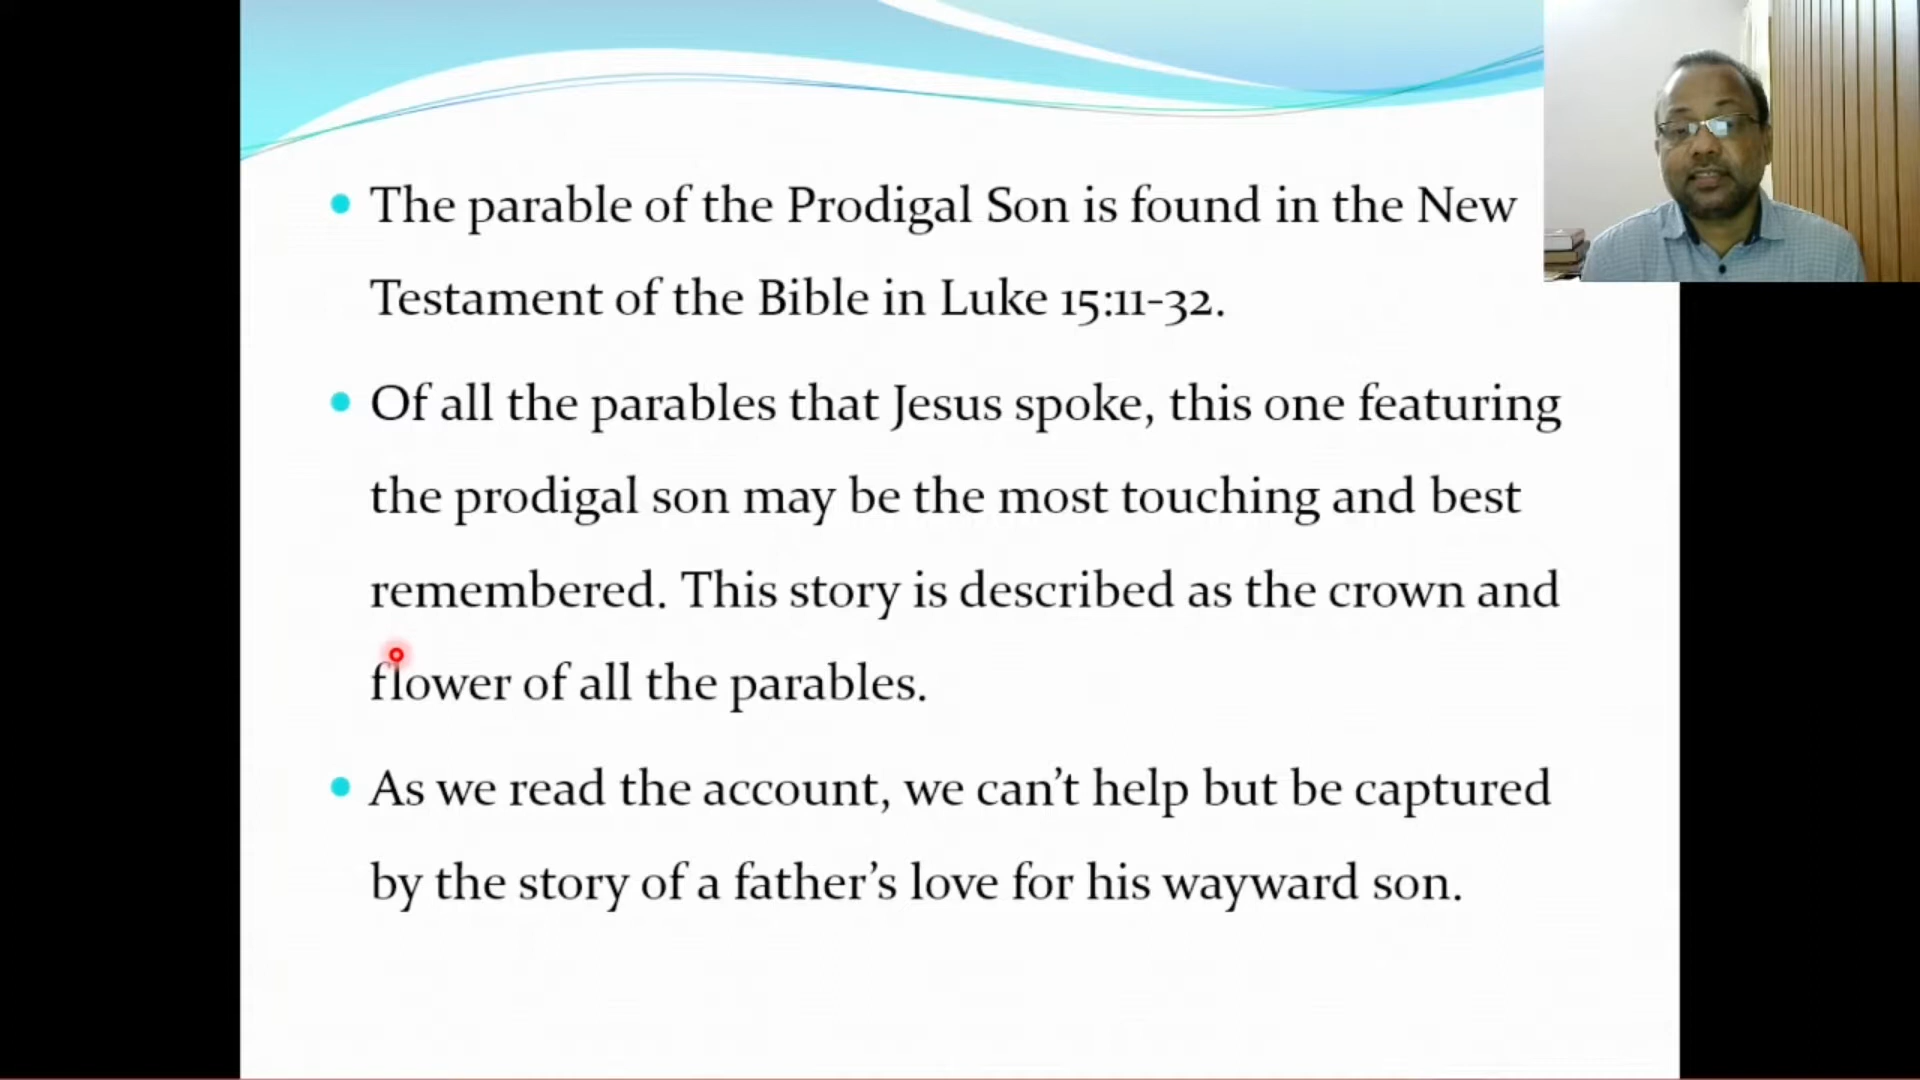 The parable of the Prodigal Son is found in the New
Testament of the Bible in Luke 15:11-32.
Of all the parables that Jesus spoke, this one featuring
the prodigal son may be the most touching and best
remembered. This story is described as the crown and
flower of all the parables.
As we read the account, we can’t help but be captured
by the story of a father’s love for his wayward son.